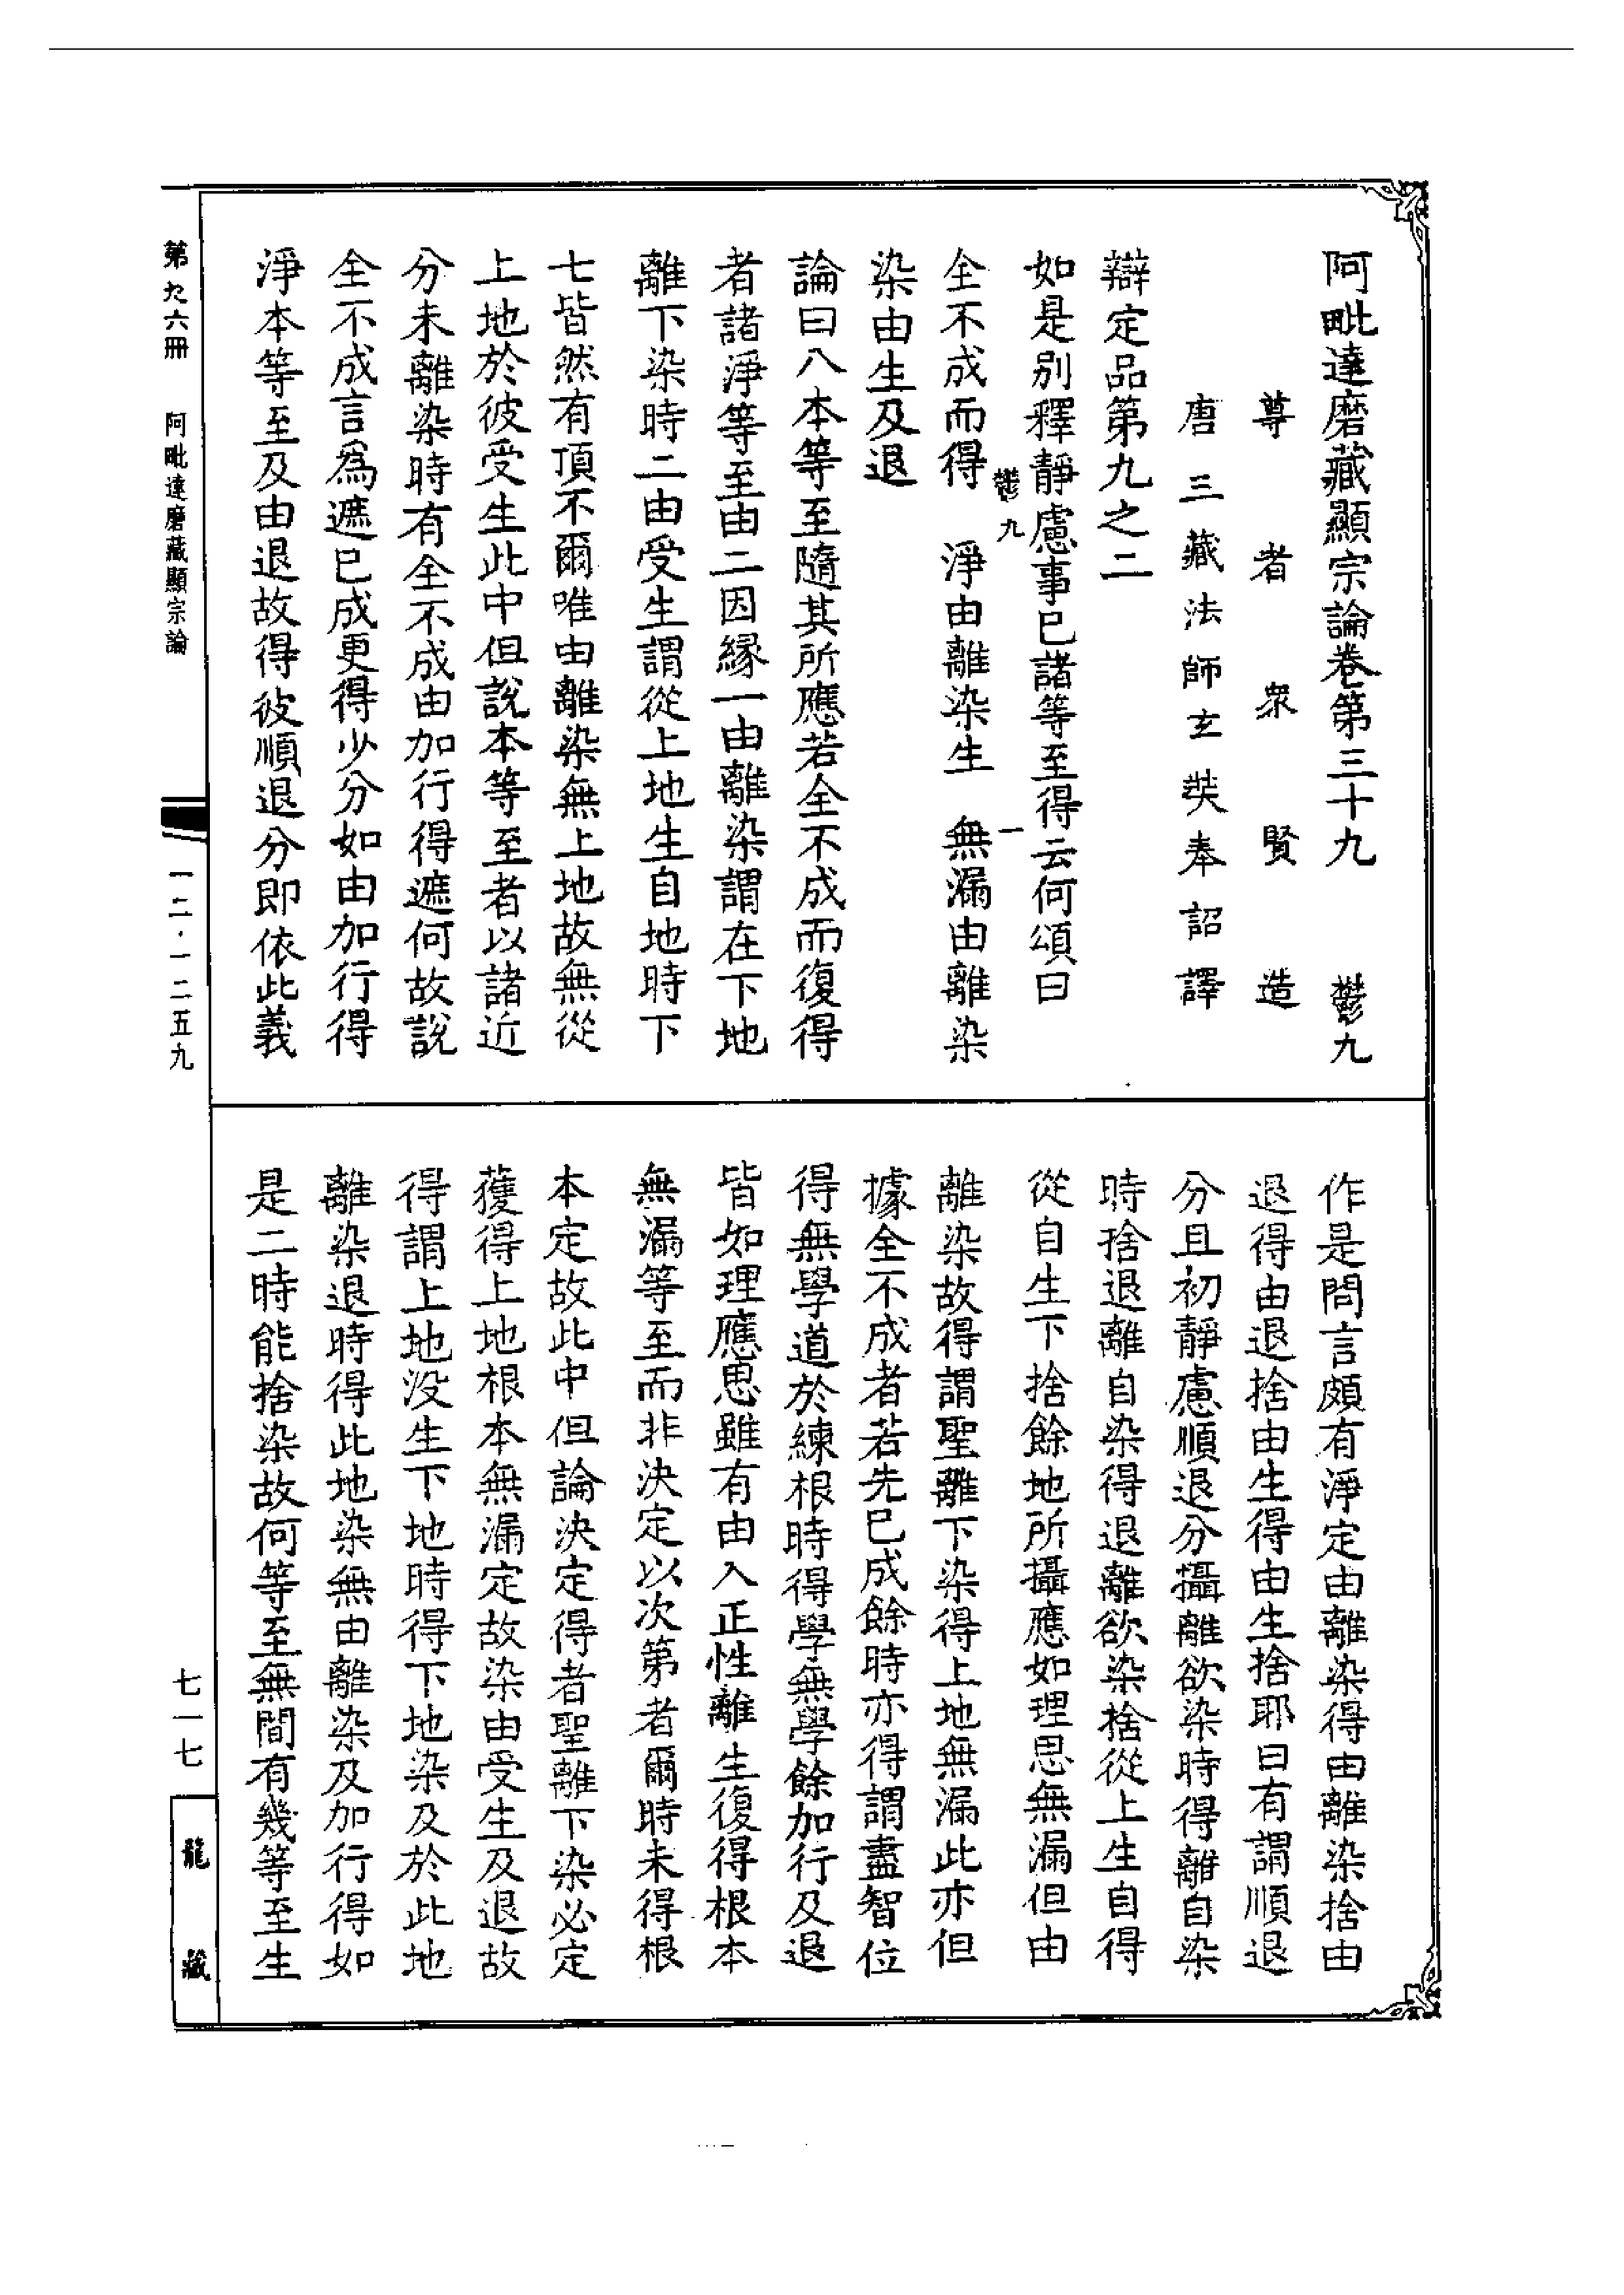 阿毗達磨藏顯宗論卷第三十九　鬱九
尊者衆賢造
唐三藏法師玄奘奉詔譯
辯定品第九之二
如是別釋靜慮事已諸等至得云何頌曰
鬱九　一
全不成而得　淨由離染生　無漏由離染
染由生及退
論曰八本等至隨其所應若全不成而復得
者諸淨等至由二因緣一由離染謂在下地
離下染時二由受生謂從上地生自地時下
七皆然有頂不爾唯由離染無上地故無從
上地於彼受生此中但說本等至者以諸近
分未離染時有全不成由加行得遮何故說
全不成言爲遮已成更得少分如由加行得
淨本等至及由退故得彼順退分即依此義
作是問言頗有淨定由離染得由離染捨由
退得由退捨由生得由生捨耶曰有謂順退
分且初靜慮順退分攝離欲染時得離自染
時捨退離自染得退離欲染捨從上生自得
從自生下捨餘地所攝應如理思無漏但由
離染故得謂聖離下染得上地無漏此亦但
據全不成者若先已成餘時亦得謂盡智位
得無學道於練根時得學無學餘加行及退
皆如理應思雖有由入正性離生復得根本
無漏等至而非決定以次第者爾時未得根
本定故此中但論決定得者聖離下染必定
獲得上地根本無漏定故染由受生及退故
得謂上地沒生下地時得下地染及於此地
離染退時得此地染無由離染及加行得如
是二時能捨染故何等至無間有幾等至生
第九六冊　阿毗達磨藏顯宗論
一二·一二五九
七一七
龍藏